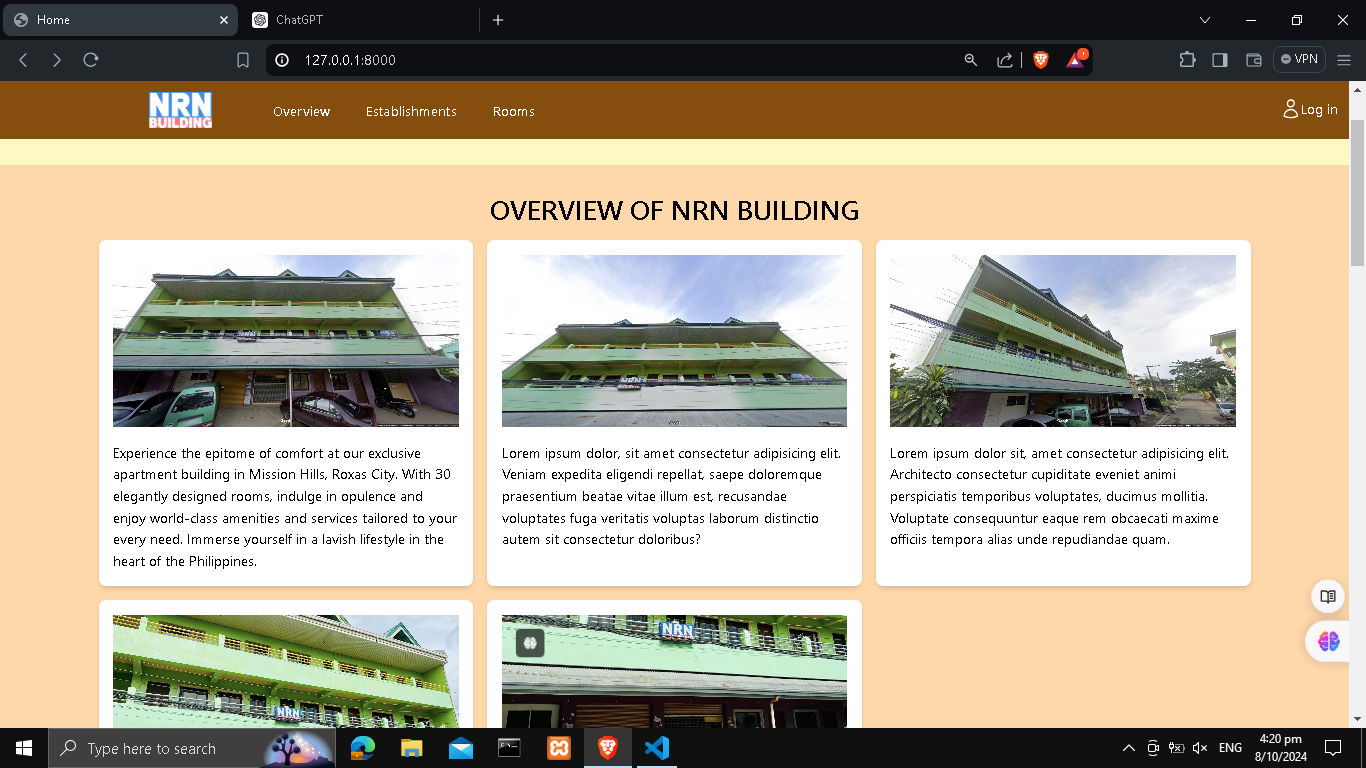 Home
ChatGPT
127.0.0.1:8000
1
VPN
NRN
BUILDING
Overview
Establishments
Rooms
Log in
OVERVIEW OF NRN BUILDING
Experience the epitome of comfort at our exclusive
apartment building in Mission Hills, Roxas City. With 30
elegantly designed rooms, indulge in opulence and
enjoy world-class amenities and services tailored to your
every need. Immerse yourself in a lavish lifestyle in the
heart of the Philippines.
Lorem ipsum dolor, sit amet consectetur adipisicing elit.
Veniam expedita eligendi repellat, saepe doloremque
praesentium beatae vitae illum est, recusandae
voluptates fuga veritatis voluptas laborum distinctio
autem sit consectetur doloribus?
Lorem ipsum dolor sit, amet consectetur adipisicing elit.
Architecto consectetur cupiditate eveniet animi
perspiciatis temporibus voluptates, ducimus mollitia.
Voluptate consequuntur eaque rem obcaecati maxime
officiis tempora alias unde repudiandae quam.
NRN
NRN
Type here to search
ENG
4:20 pm
8/10/2024